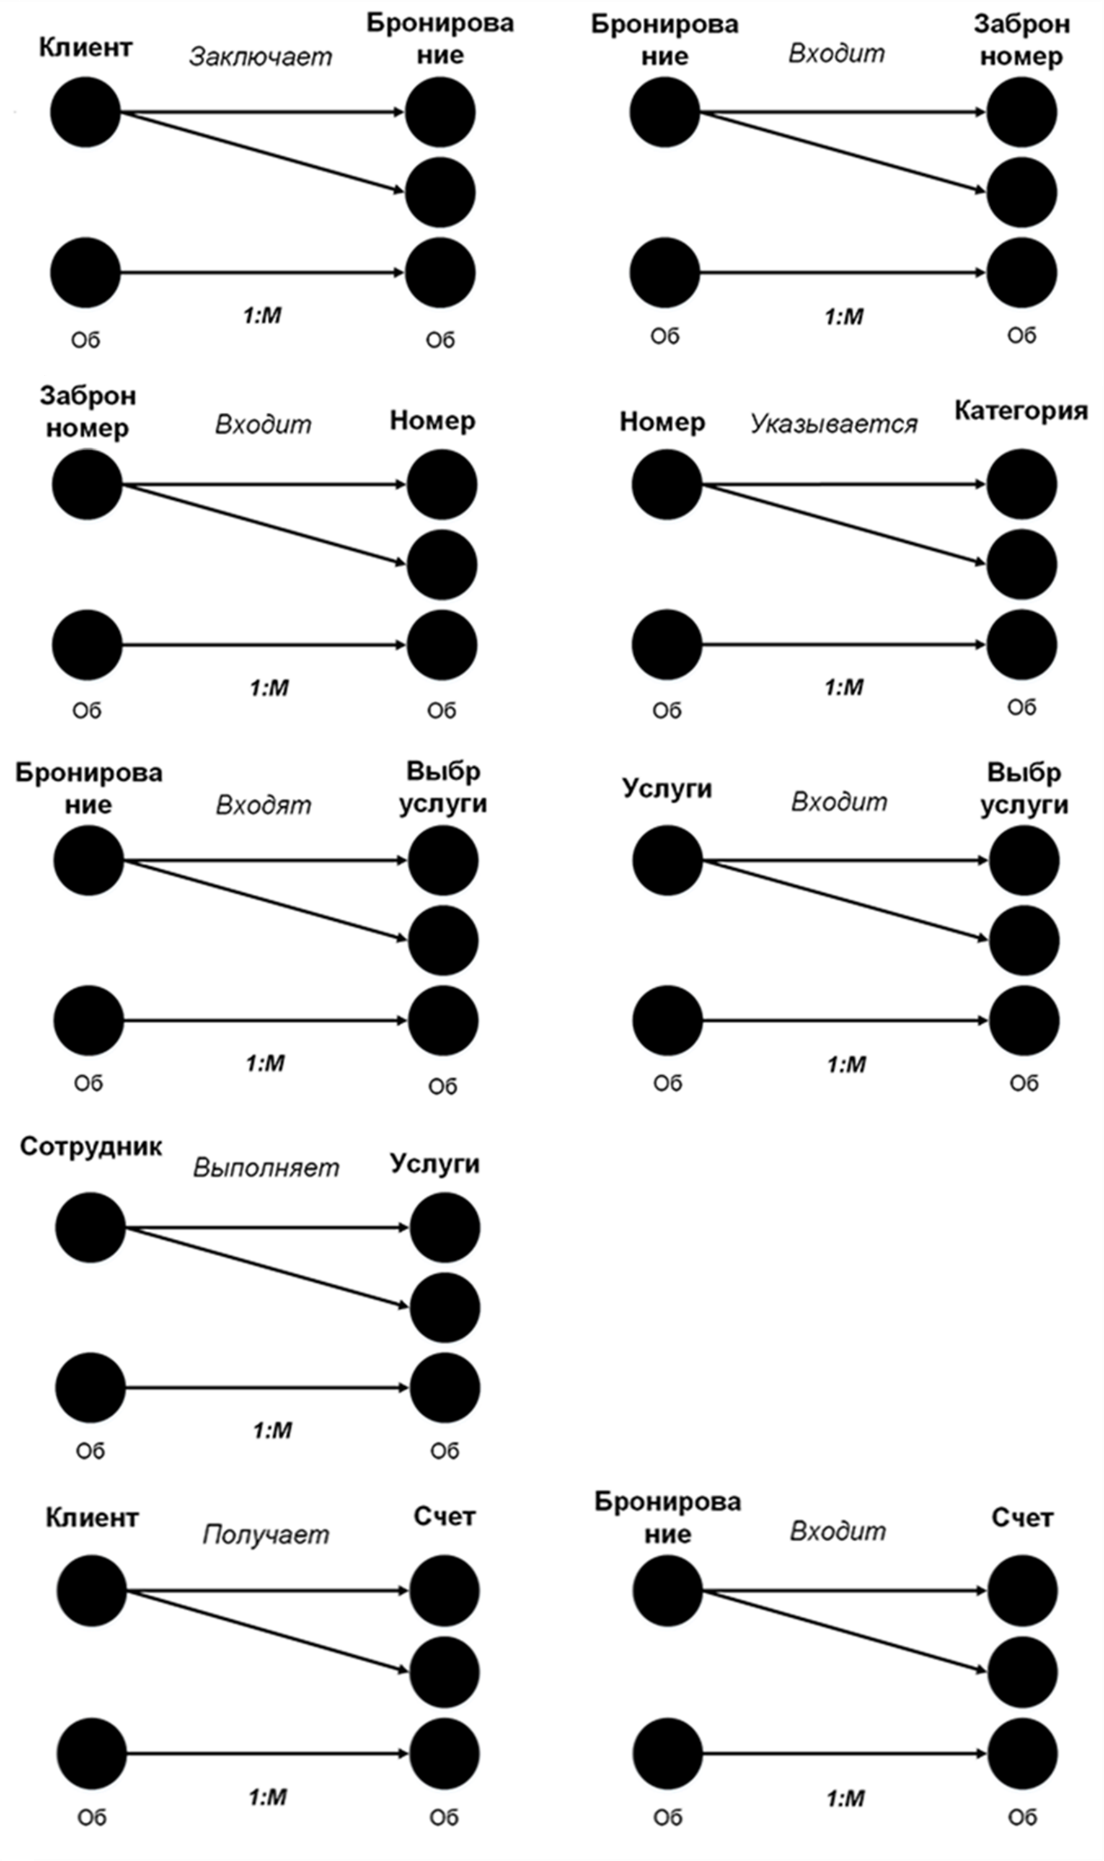 Клиент
Заключает
Бронирова
ние
1:М
Об
Об
Бронирова
ние
Входит
Заброн
номер
1:М
Об
Об
Заброн
номер
Входит
Номер
1:М
Об
Об
Номер
Указывается
Категория
1:М
Об
Об
Бронирова
ние
Входят
Выбр
услуги
1:М
Об
Об
Услуги
Входит
Выбр
услуги
1:М
Об
Об
Сотрудник
Выполняет
Услуги
1:М
Об
Об
Клиент
Получает
Счет
1:М
Об
Об
Бронирова
ние
Входит
Счет
1:М
Об
Об